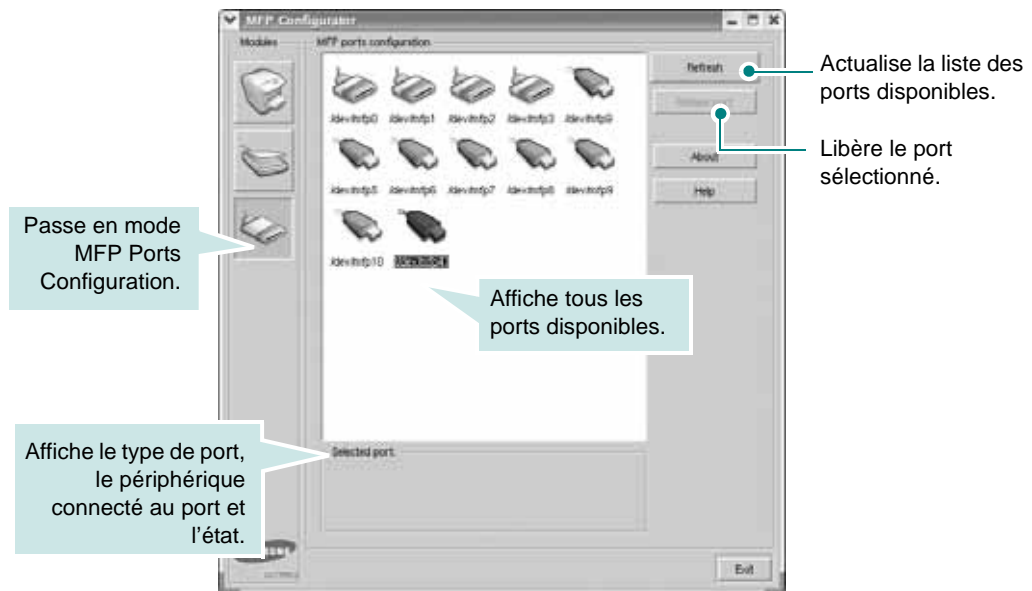 MFP Configurator
Modules
MFP ports configuration
/dev/mfp0 /dev/mfp1 /dev/mfp2 /dev/mfp3
/dev/mfp5 /dev/mfp6 /dev/mfp7 /dev/mfp8 /dev/mfp9
/dev/mfp10
Refresh
About
Help
Selected port:
Exit
Actualise la liste des
ports disponibles.
Libère le port
sélectionné.
Passe en mode
MFP Ports
Configuration.
Affiche tous les
ports disponibles.
Affiche le type de port,
le périphérique
connecté au port et
l’état.